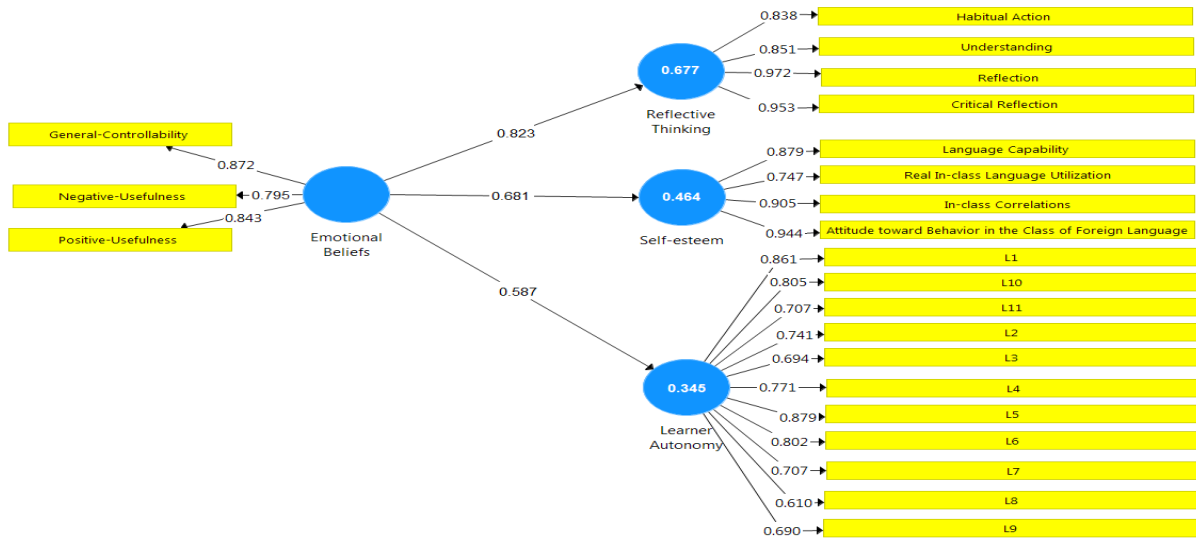 General-Controllability
Negative-Usefulness
Positive-Usefulness
0.872
0.795
0.843
Emotional
Beliefs
0.823
0.681
0.587
0.677
Reflective
Thinking
0.464
Self-esteem
0.345
Learner
Autonomy
0.838
Habitual Action
0.851
Understanding
0.972
Reflection
0.953
Critical Reflection
0.879
Language Capability
0.747
Real In-class Language Utilization
0.905
In-class Correlations
0.944
Attitude toward Behavior in the Class of Foreign Language
0.861
L1
0.805
L10
0.707
L11
0.741
L2
0.694
L3
0.771
L4
0.879
L5
0.802
L6
0.707
L7
0.610
L8
0.690
L9